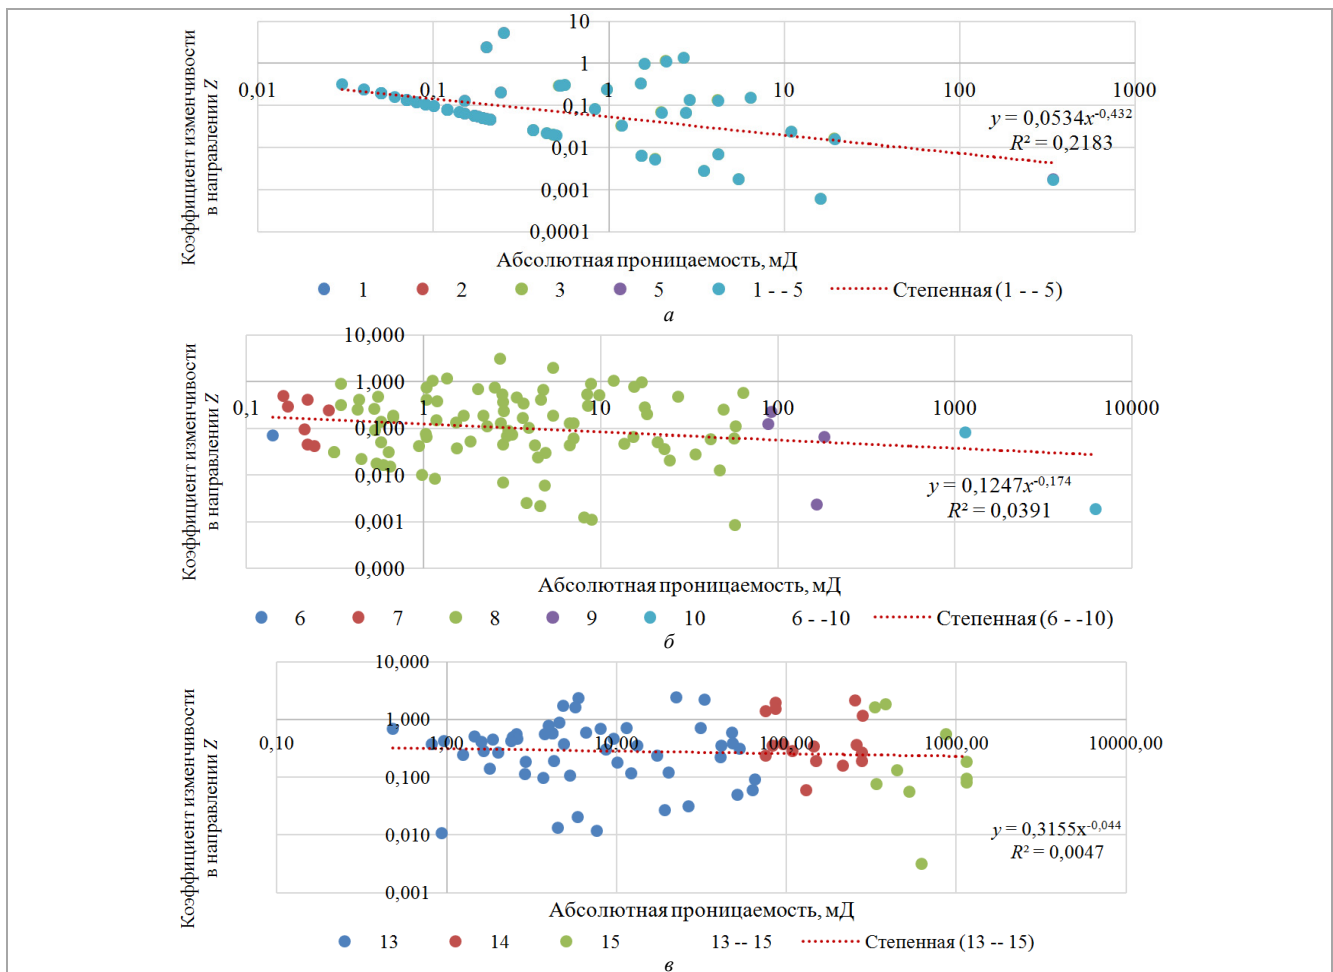 Коэффициент изменчивости
в направлении Z
10
1
0,01 0,1 1 10 100 1000
0,1
0,01
0,001
0,0001
y = 0,0534x^-0,432
R² = 0,2183
Абсолютная проницаемость, мД
1 2 3 5 1 - - 5 Степенная (1 - - 5)
а
Коэффициент изменчивости
в направлении Z
10,000
1,000
0,1 1 10 100 1000 10000
0,100
0,010
0,001
0,000
y = 0,1247x^-0,174
R² = 0,0391
Абсолютная проницаемость, мД
6 7 8 9 10 6 - -10 Степенная (6 - -10)
б
Коэффициент изменчивости
в направлении Z
10,000
1,000
0,10 1,00 10,00 100,00 1000,00 10000,00
0,100
0,010
0,001
y = 0,3155x^-0,044
R² = 0,0047
Абсолютная проницаемость, мД
13 14 15 13 -- 15 Степенная (13 -- 15)
в